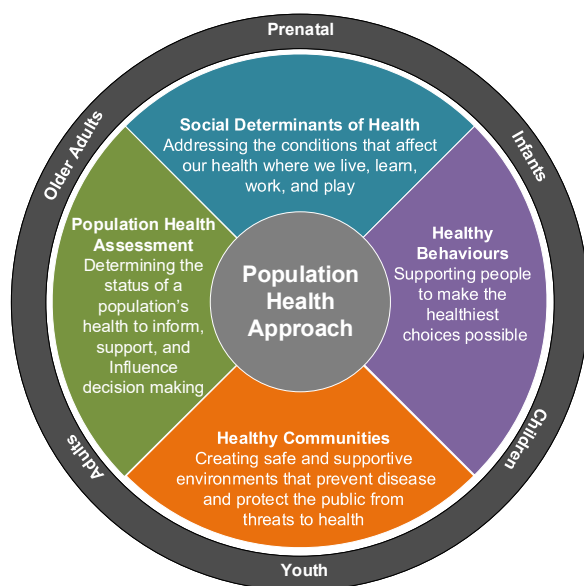 Prenatal
Infants
Children
Youth
Adults
Older Adults
Social Determinants of Health
Addressing the conditions that affect
our health where we live, learn,
work, and play
Healthy
Behaviours
Supporting people
to make the
healthiest
choices possible
Healthy Communities
Creating safe and supportive
environments that prevent disease
and protect the public from
threats to health
Population Health
Assessment
Determining the
status of a
population’s
health to inform,
support, and
Influence
decision making
Population
Health
Approach